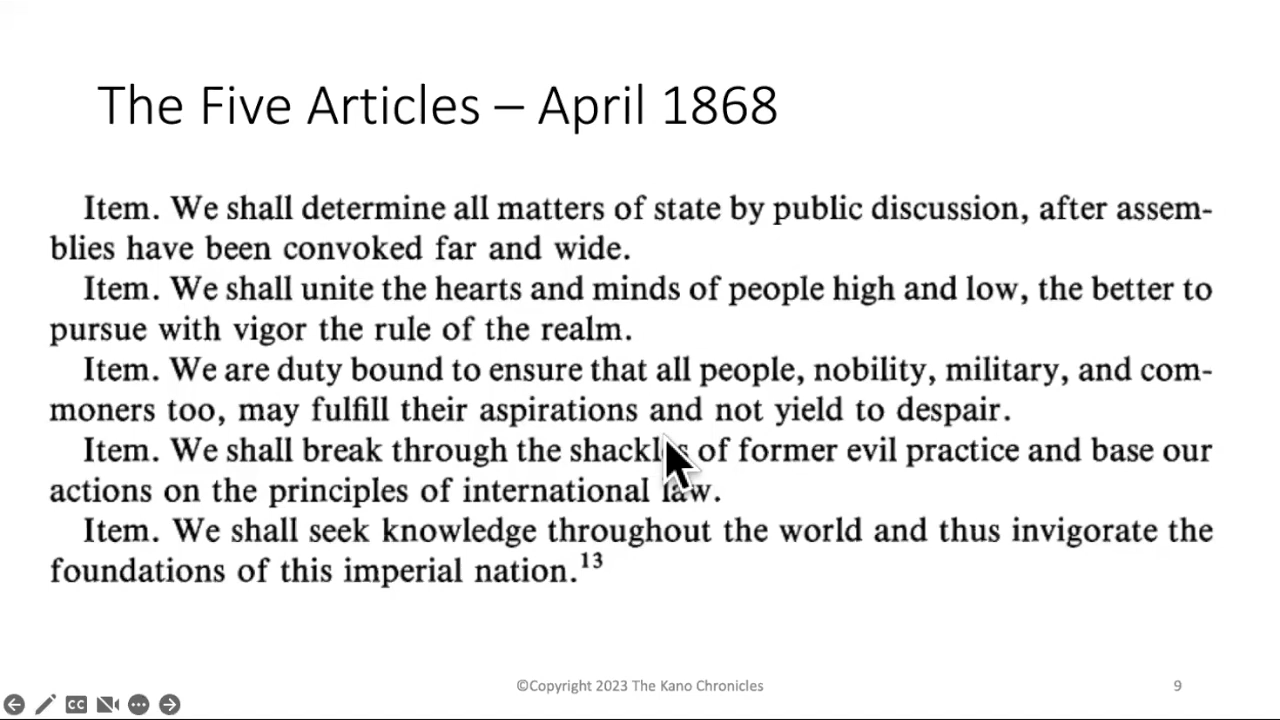 The Five Articles – April 1868
Item. We shall determine all matters of state by public discussion, after assem-
blies have been convoked far and wide.
Item. We shall unite the hearts and minds of people high and low, the better to
pursue with vigor the rule of the realm.
Item. We are duty bound to ensure that all people, nobility, military, and com-
moners too, may fulfill their aspirations and not yield to despair.
Item. We shall break through the shackles of former evil practice and base our
actions on the principles of international law.
Item. We shall seek knowledge throughout the world and thus invigorate the
foundations of this imperial nation.13
©Copyright 2023 The Kano Chronicles
9
CC